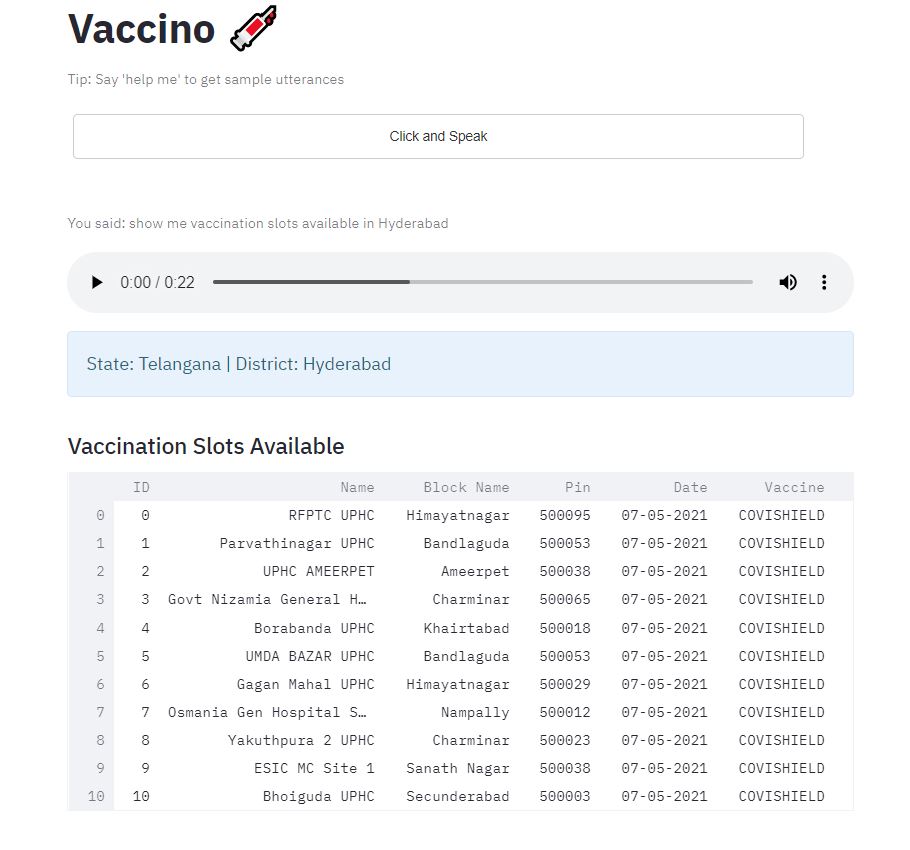 Vaccino
Tip: Say 'help me' to get sample utterances
Click and Speak
You said: show me vaccination slots available in Hyderabad
0:00 / 0:22
State: Telangana | District: Hyderabad
Vaccination Slots Available
ID Name Block Name Pin Date Vaccine
0 0 RFPTC UPHC Himayatnagar 500095 07-05-2021 COVISHIELD
1 1 Parvathinagar UPHC Bandlaguda 500053 07-05-2021 COVISHIELD
2 2 UPHC AMEERPET Ameerpet 500038 07-05-2021 COVISHIELD
3 3 Govt Nizamia General H… Charminar 500065 07-05-2021 COVISHIELD
4 4 Borabanda UPHC Khairtabad 500018 07-05-2021 COVISHIELD
5 5 UMDA BAZAR UPHC Bandlaguda 500053 07-05-2021 COVISHIELD
6 6 Gagan Mahal UPHC Himayatnagar 500029 07-05-2021 COVISHIELD
7 7 Osmania Gen Hospital S… Nampally 500012 07-05-2021 COVISHIELD
8 8 Yakuthpura 2 UPHC Charminar 500023 07-05-2021 COVISHIELD
9 9 ESIC MC Site 1 Sanath Nagar 500038 07-05-2021 COVISHIELD
10 10 Bhoiguda UPHC Secunderabad 500003 07-05-2021 COVISHIELD